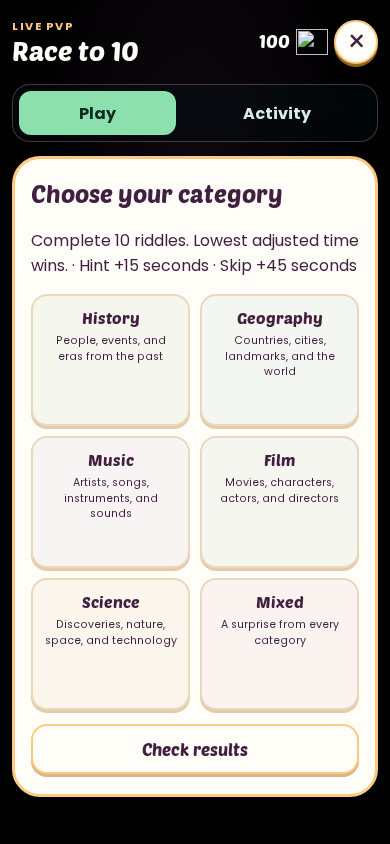 LIVE PVP
Race to 10
100
×
Play
Activity
Choose your category
Complete 10 riddles. Lowest adjusted time
wins. · Hint +15 seconds · Skip +45 seconds
History
People, events, and
eras from the past
Geography
Countries, cities,
landmarks, and the
world
Music
Artists, songs,
instruments, and
sounds
Film
Movies, characters,
actors, and directors
Science
Discoveries, nature,
space, and technology
Mixed
A surprise from every
category
Check results